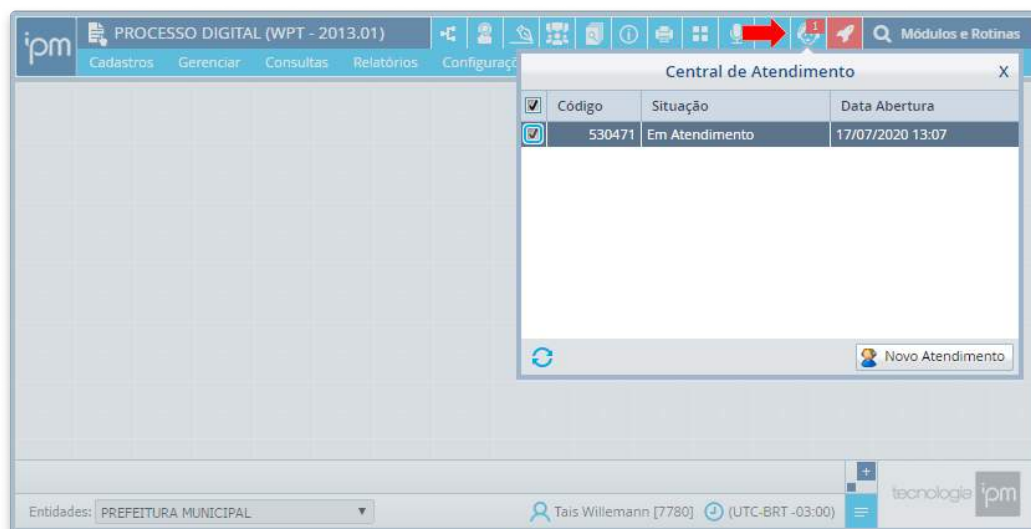 ipm
PROCESSO DIGITAL (WPT - 2013.01)
1
Módulos e Rotinas
Cadastros Gerenciar Consultas Relatórios Configuraçõ
Central de Atendimento X
Código Situação Data Abertura
530471 Em Atendimento 17/07/2020 13:07
Novo Atendimento
Entidades: PREFEITURA MUNICIPAL
Tais Willemann [7780] (UTC-BRT -03:00)
tecnologia ipm